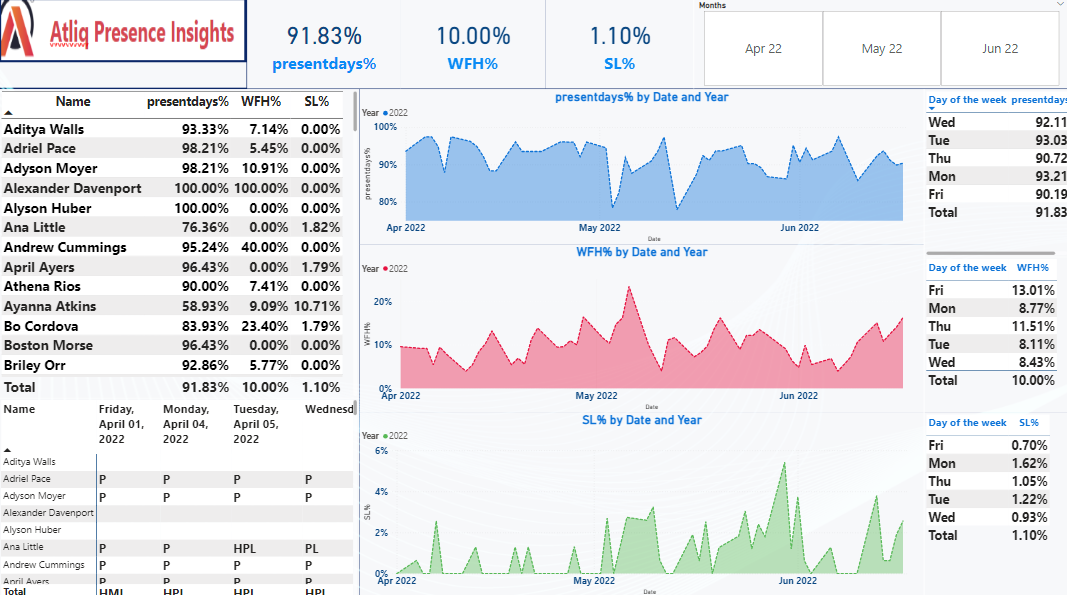 Atliq Presence Insights
91.83%
presentdays%
10.00%
WFH%
1.10%
SL%
Months
Apr 22
May 22
Jun 22
Name presentdays% WFH% SL%
Aditya Walls 93.33% 7.14% 0.00%
Adriel Pace 98.21% 5.45% 0.00%
Adyson Moyer 98.21% 10.91% 0.00%
Alexander Davenport 100.00% 100.00% 0.00%
Alyson Huber 100.00% 0.00% 0.00%
Ana Little 76.36% 0.00% 1.82%
Andrew Cummings 95.24% 40.00% 0.00%
April Ayers 96.43% 0.00% 1.79%
Athena Rios 90.00% 7.41% 0.00%
Ayanna Atkins 58.93% 9.09% 10.71%
Bo Cordova 83.93% 23.40% 1.79%
Boston Morse 96.43% 0.00% 0.00%
Briley Orr 92.86% 5.77% 0.00%
Total 91.83% 10.00% 1.10%
Name Friday, Monday, Tuesday, Wednesd
April 01, April 04, April 05,
2022 2022 2022
Aditya Walls
Adriel Pace P P P P
Adyson Moyer P P P P
Alexander Davenport
Alyson Huber
Ana Little P P HPL PL
Andrew Cummings P P P P
April Ayers P P P P
Total HML HPL HPL HPL
presentdays% by Date and Year
Year 2022
100%
90%
80%
presentdays%
Apr 2022 May 2022 Jun 2022
Date
WFH% by Date and Year
Year 2022
20%
10%
0%
WFH%
Apr 2022 May 2022 Jun 2022
Date
SL% by Date and Year
Year 2022
6%
4%
2%
0%
SL%
Apr 2022 May 2022 Jun 2022
Date
Day of the week presentdays
Wed 92.11
Tue 93.03
Thu 90.72
Mon 93.21
Fri 90.19
Total 91.83
Day of the week WFH%
Fri 13.01%
Mon 8.77%
Thu 11.51%
Tue 8.11%
Wed 8.43%
Total 10.00%
Day of the week SL%
Fri 0.70%
Mon 1.62%
Thu 1.05%
Tue 1.22%
Wed 0.93%
Total 1.10%